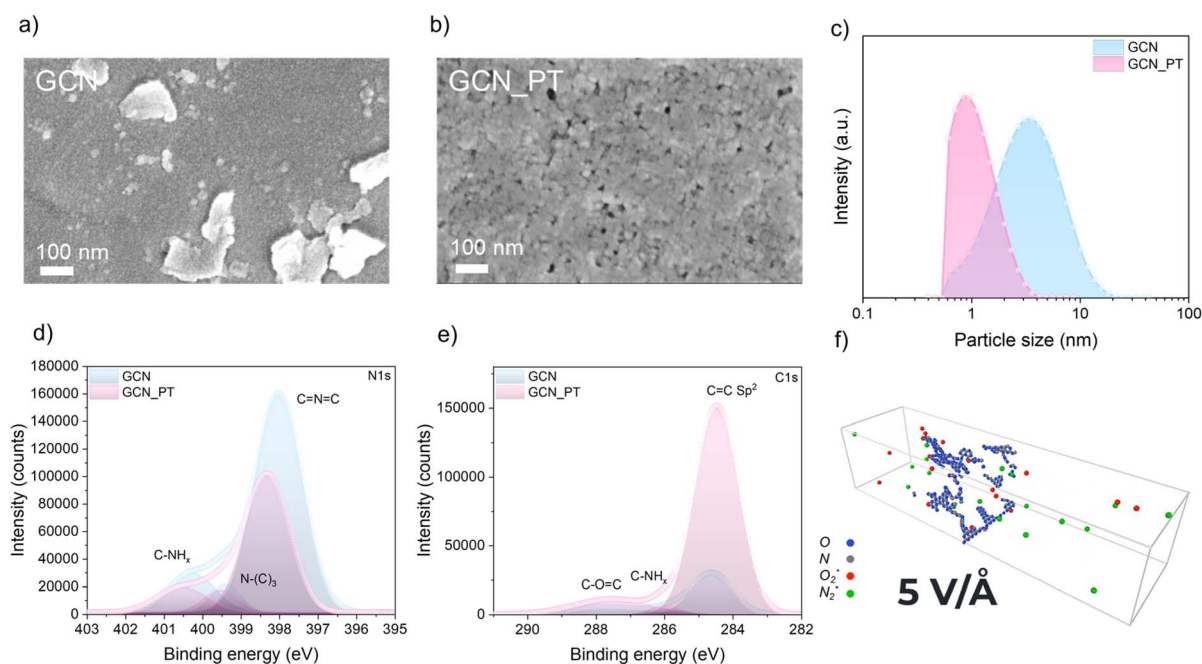 a)
GCN
100 nm
b)
GCN_PT
100 nm
c)
GCN
GCN_PT
Intensity (a.u.)
0.1
1
10
100
Particle size (nm)
d)
180000
160000
140000
120000
100000
80000
60000
40000
20000
0
Intensity (counts)
GCN
GCN_PT
N1s
C=N=C
C-NHₓ
N-(C)₃
403
402
401
400
399
398
397
396
395
Binding energy (eV)
e)
150000
100000
50000
0
Intensity (counts)
GCN
GCN_PT
C1s
C=C Sp²
C-O=C
C-NHₓ
290
288
286
284
282
Binding energy (eV)
f)
O
N
O₂*
N₂*
5 V/Å